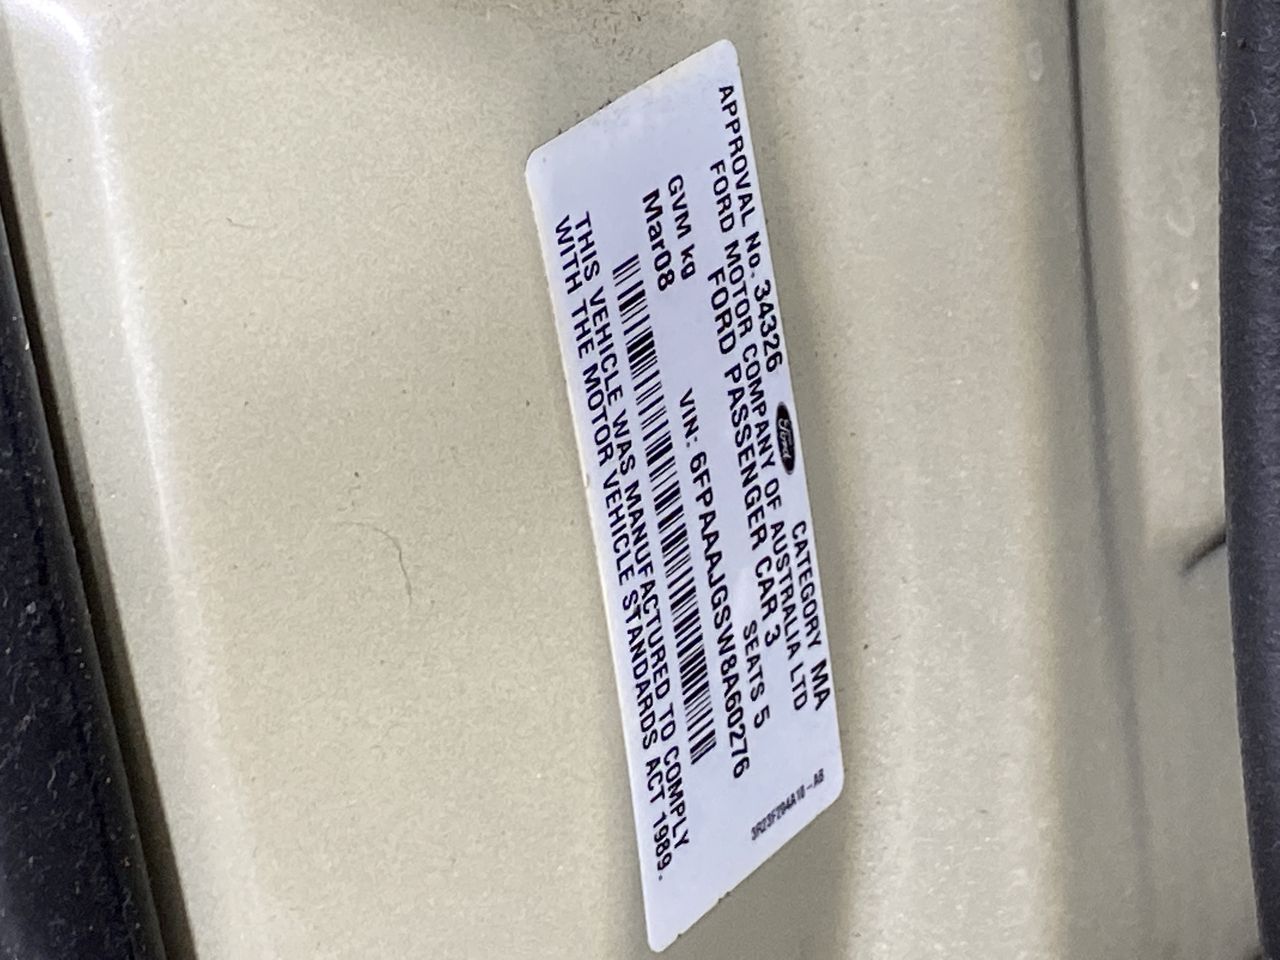 APPROVAL No. 34326 Ford CATEGORY MA
FORD MOTOR COMPANY OF AUSTRALIA LTD
FORD PASSENGER CAR 3
GVM kg SEATS 5
Mar08 VIN: 6FPAAAJGSW8A60276
THIS VEHICLE WAS MANUFACTURED TO COMPLY
WITH THE MOTOR VEHICLE STANDARDS ACT 1989.